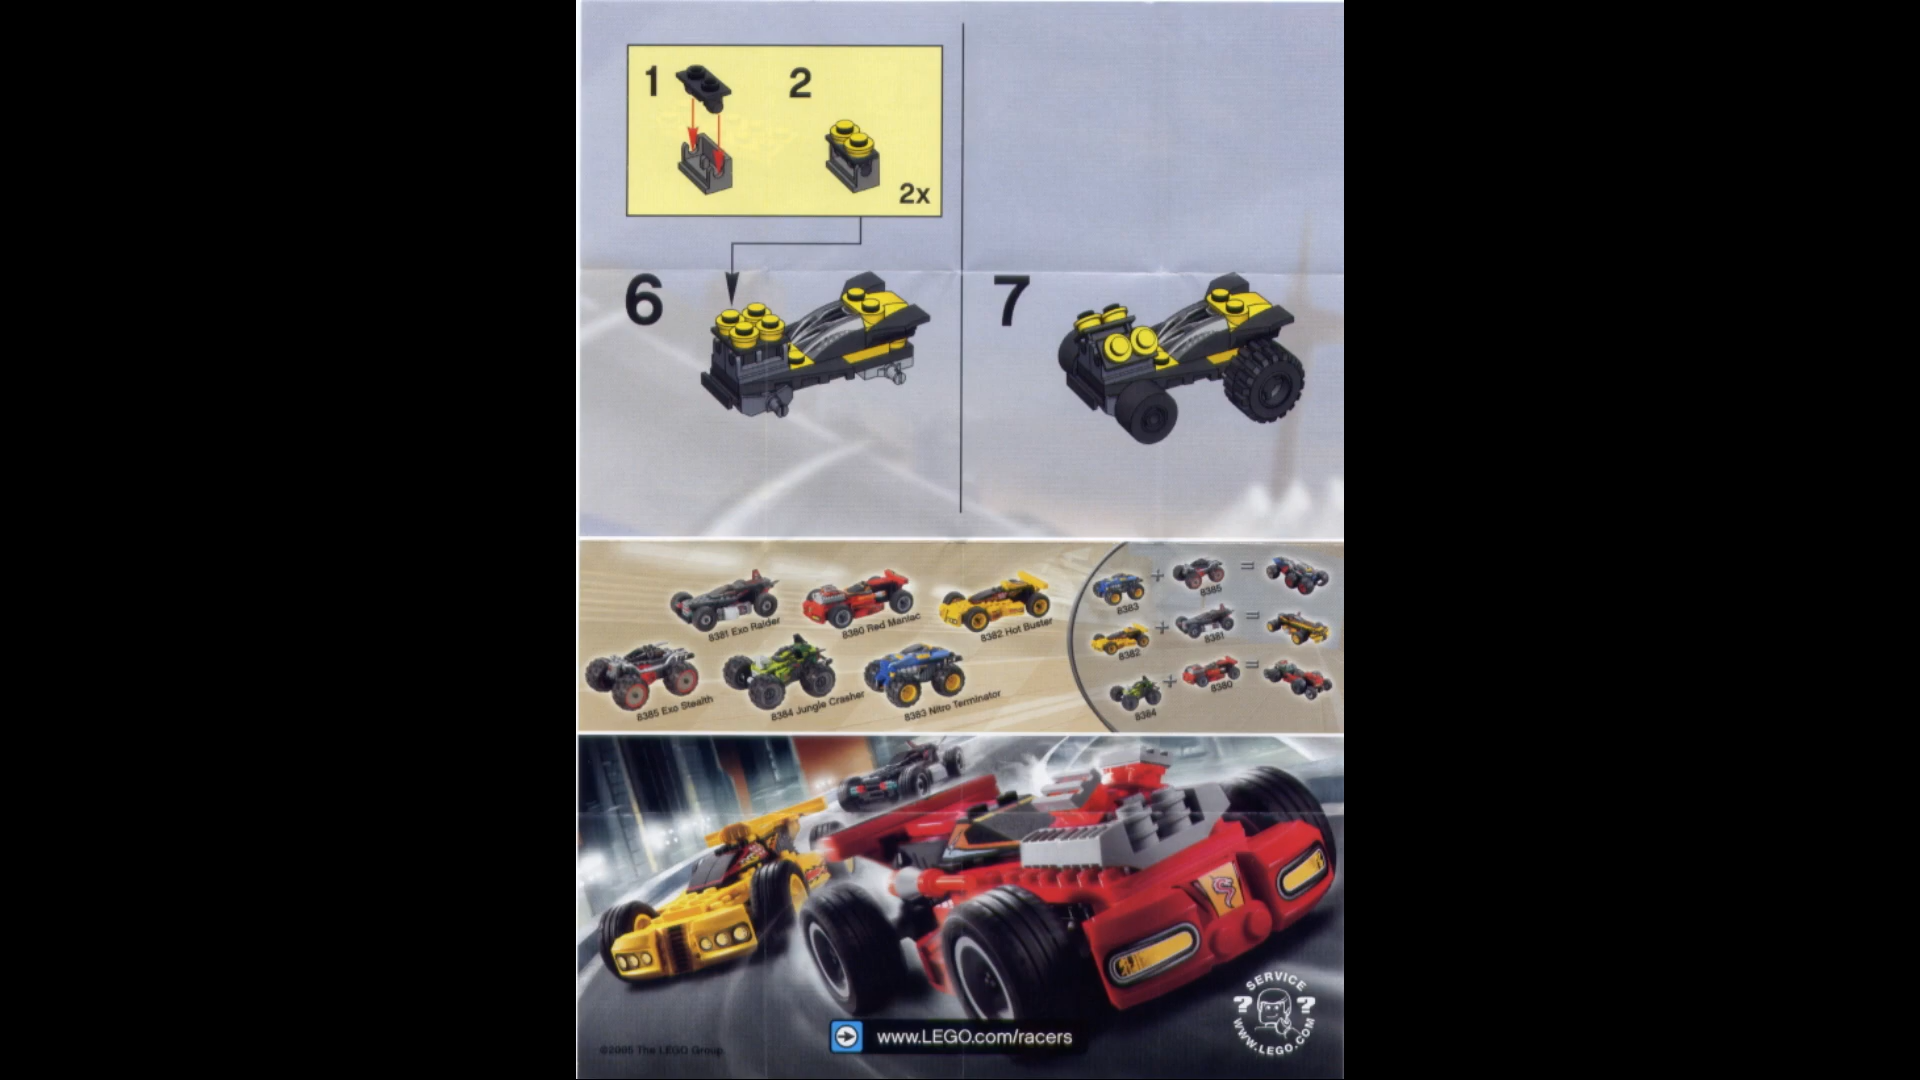 1
2
2x
6
7
8381 Exo Raider
8380 Red Maniac
8382 Hot Buster
8385 Exo Stealth
8384 Jungle Crasher
8383 Nitro Terminator
8383 + 8385 =
8382 + 8381 =
8384 + 8380 =
©2005 The LEGO Group.
www.LEGO.com/racers
SERVICE
? ?
WWW.LEGO.COM